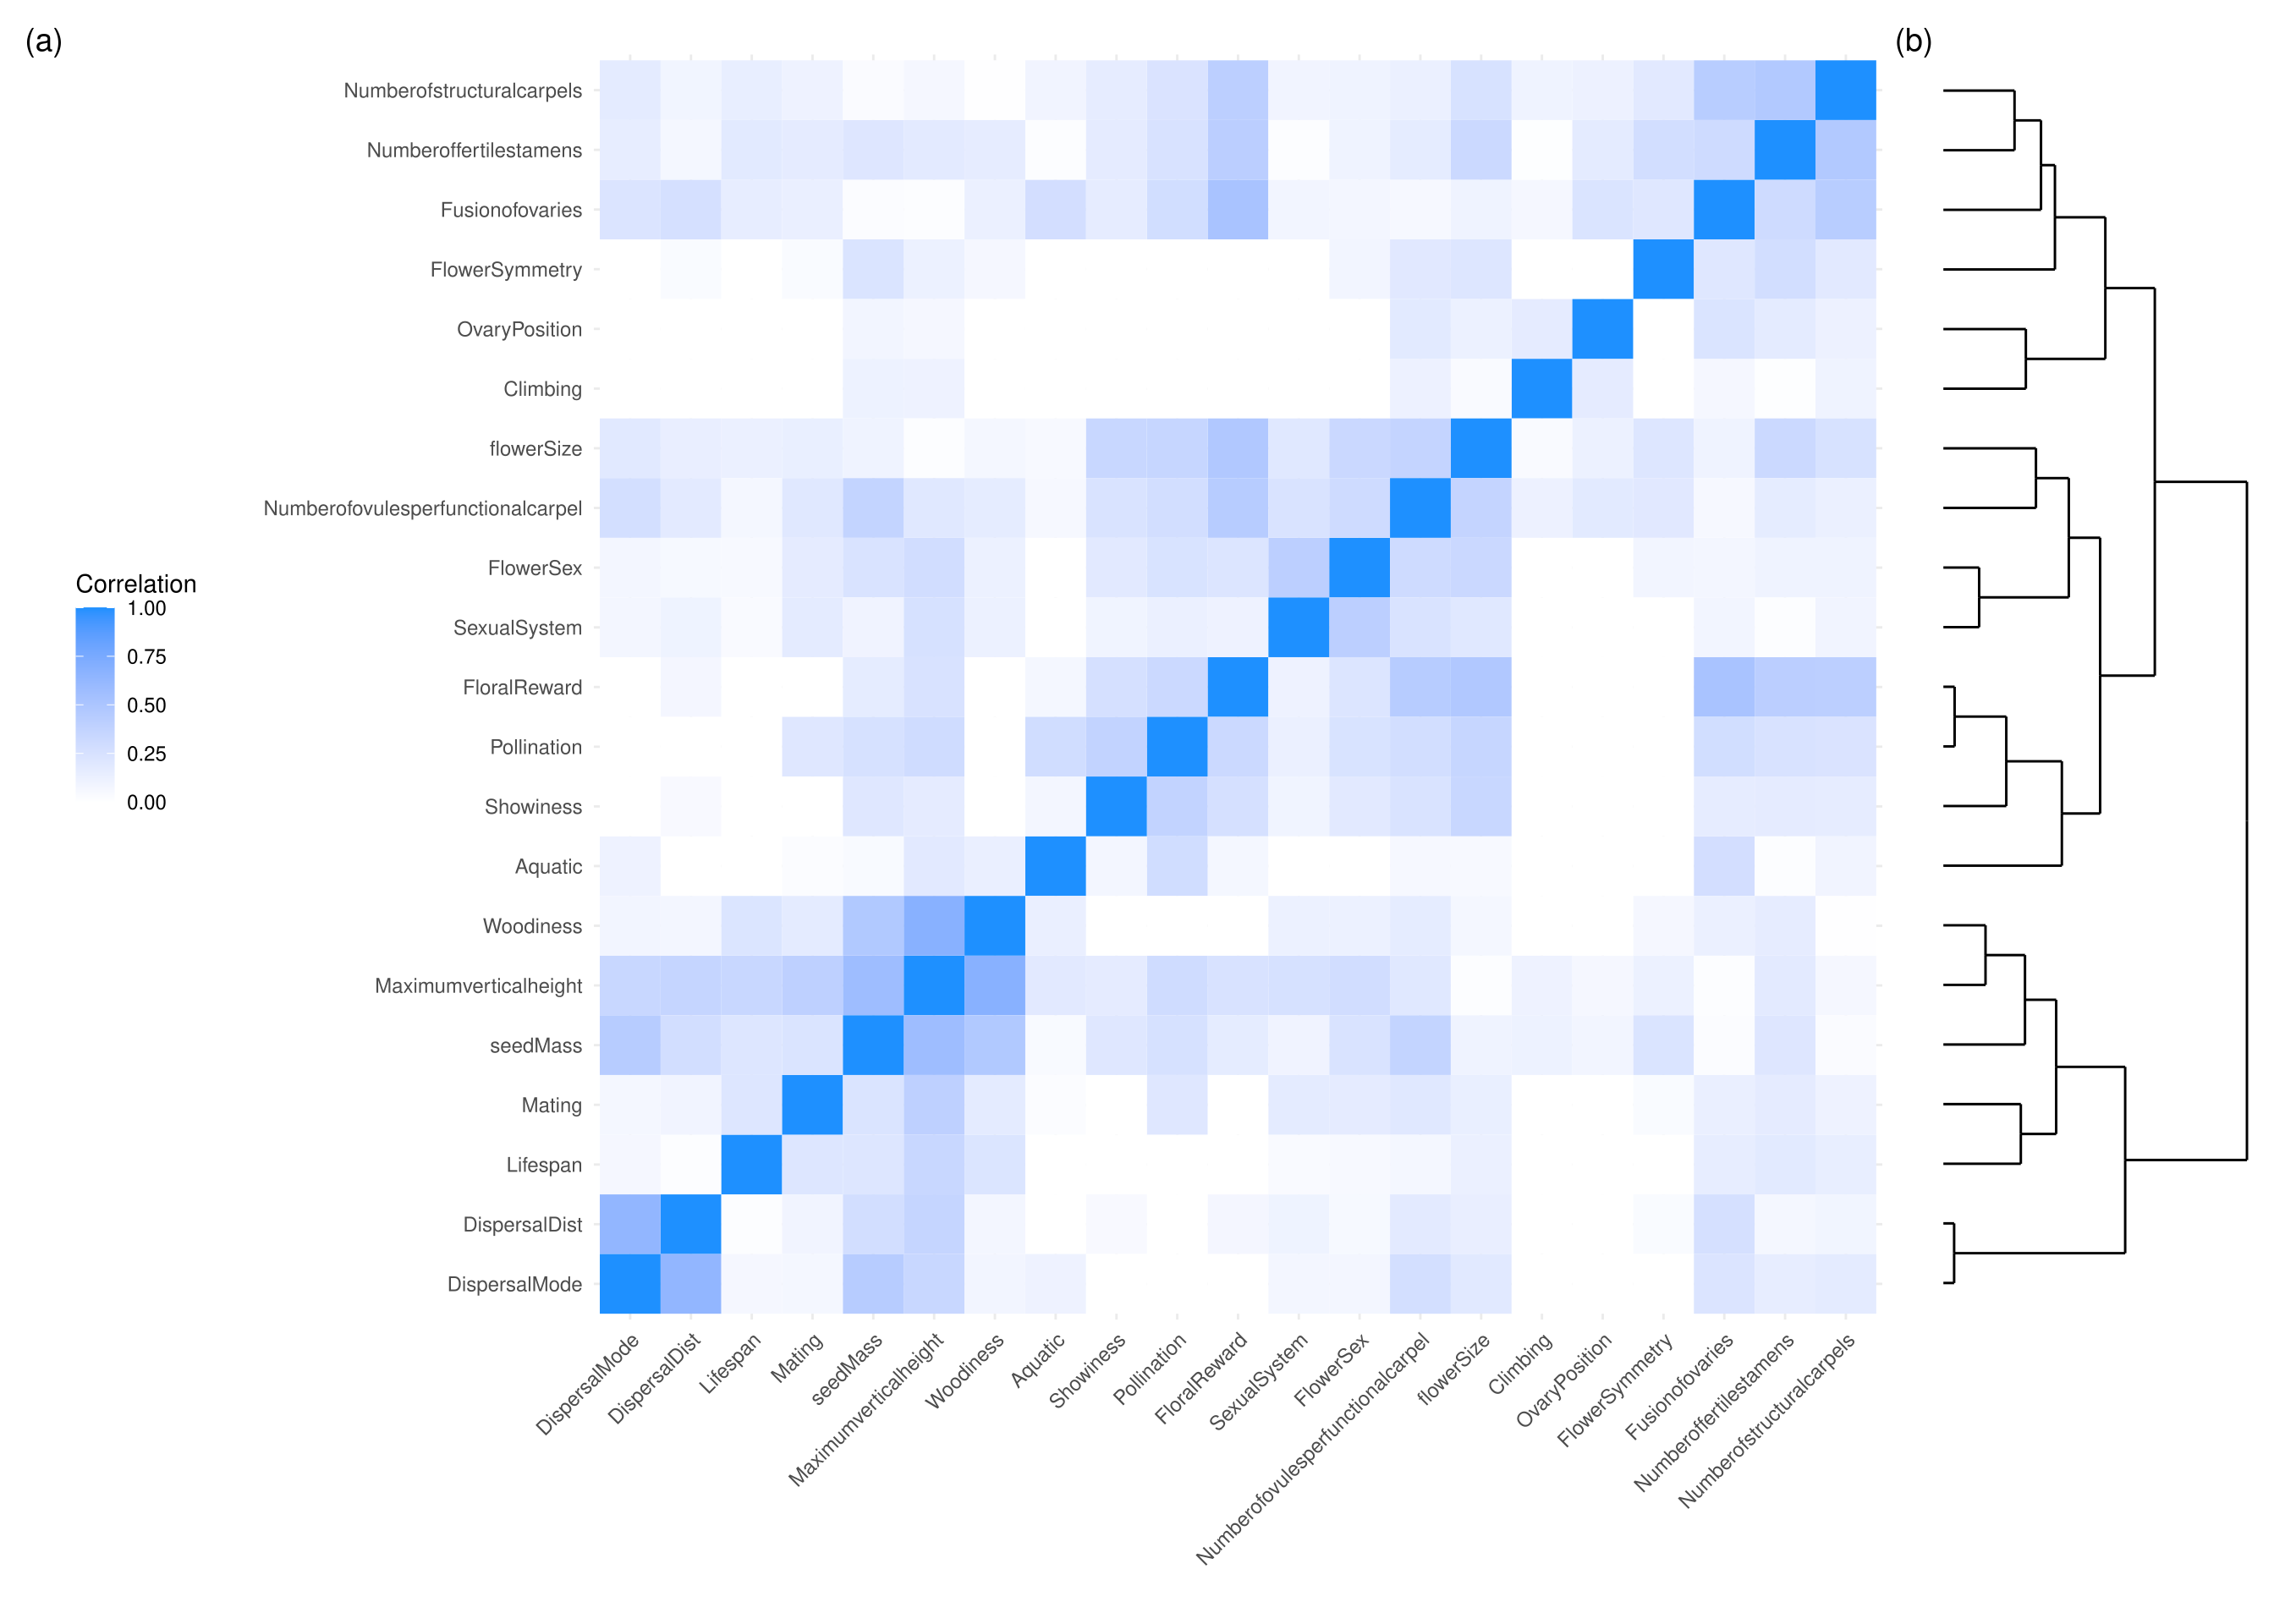 (a)
(b)
Numberofstructuralcarpels
Numberoffertilestamens
Fusionofovaries
FlowerSymmetry
OvaryPosition
Climbing
flowerSize
Numberofovulesperfunctionalcarpel
FlowerSex
SexualSystem
FloralReward
Pollination
Showiness
Aquatic
Woodiness
Maximumverticalheight
seedMass
Mating
Lifespan
DispersalDist
DispersalMode
Correlation
1.00
0.75
0.50
0.25
0.00
DispersalMode
DispersalDist
Lifespan
Mating
seedMass
Maximumverticalheight
Woodiness
Aquatic
Showiness
Pollination
FloralReward
SexualSystem
FlowerSex
Numberofovulesperfunctionalcarpel
flowerSize
Climbing
OvaryPosition
FlowerSymmetry
Fusionofovaries
Numberoffertilestamens
Numberofstructuralcarpels